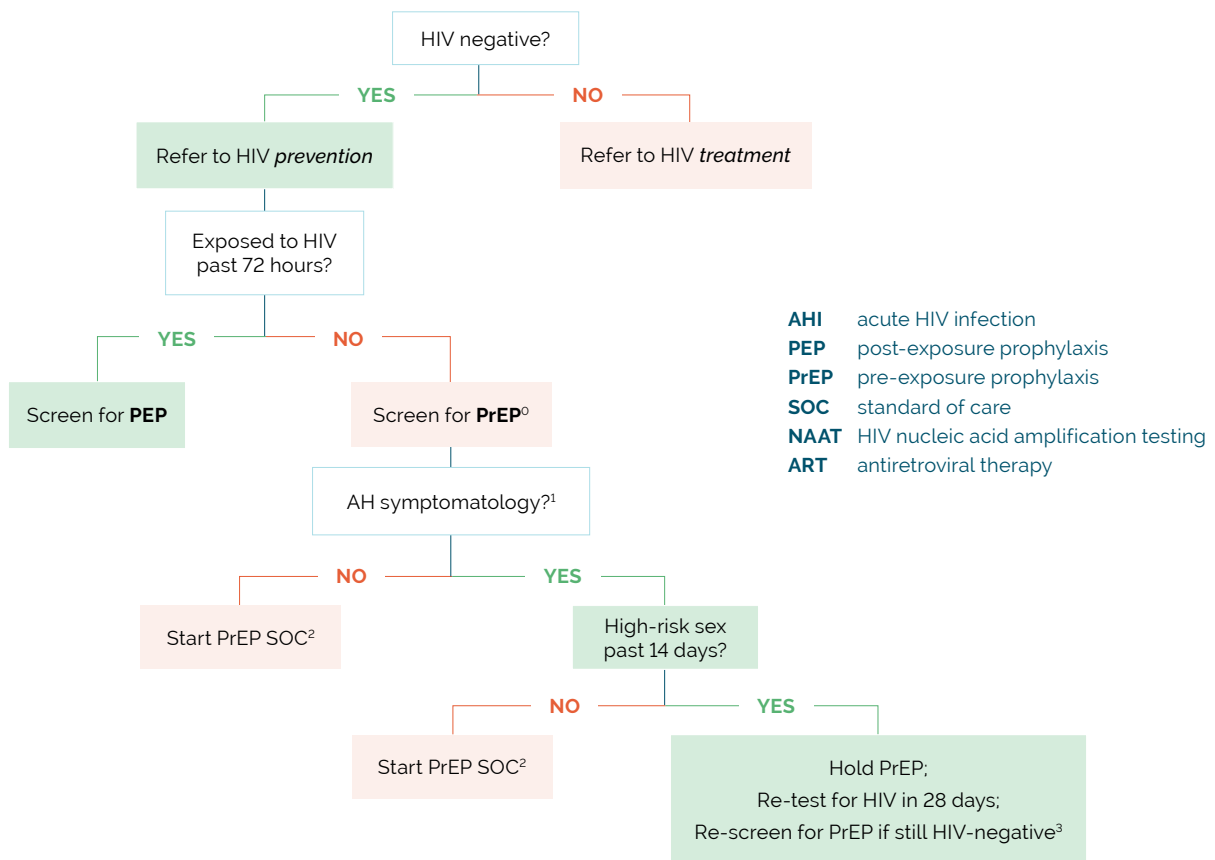 HIV negative?
YES
NO
Refer to HIV prevention
Refer to HIV treatment
Exposed to HIV
past 72 hours?
YES
NO
Screen for PEP
Screen for PrEP⁰
AHI acute HIV infection
PEP post-exposure prophylaxis
PrEP pre-exposure prophylaxis
SOC standard of care
NAAT HIV nucleic acid amplification testing
ART antiretroviral therapy
AH symptomatology?¹
NO
YES
Start PrEP SOC²
High-risk sex
past 14 days?
NO
YES
Start PrEP SOC²
Hold PrEP;
Re-test for HIV in 28 days;
Re-screen for PrEP if still HIV-negative³